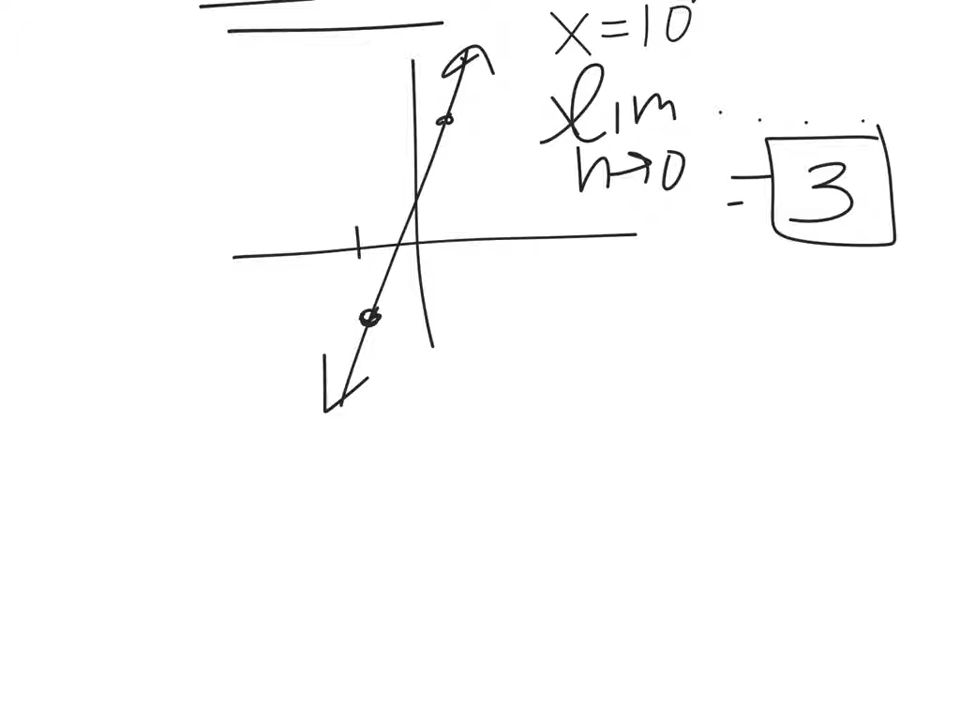 x=10
lim . . . .
h→0
= 3